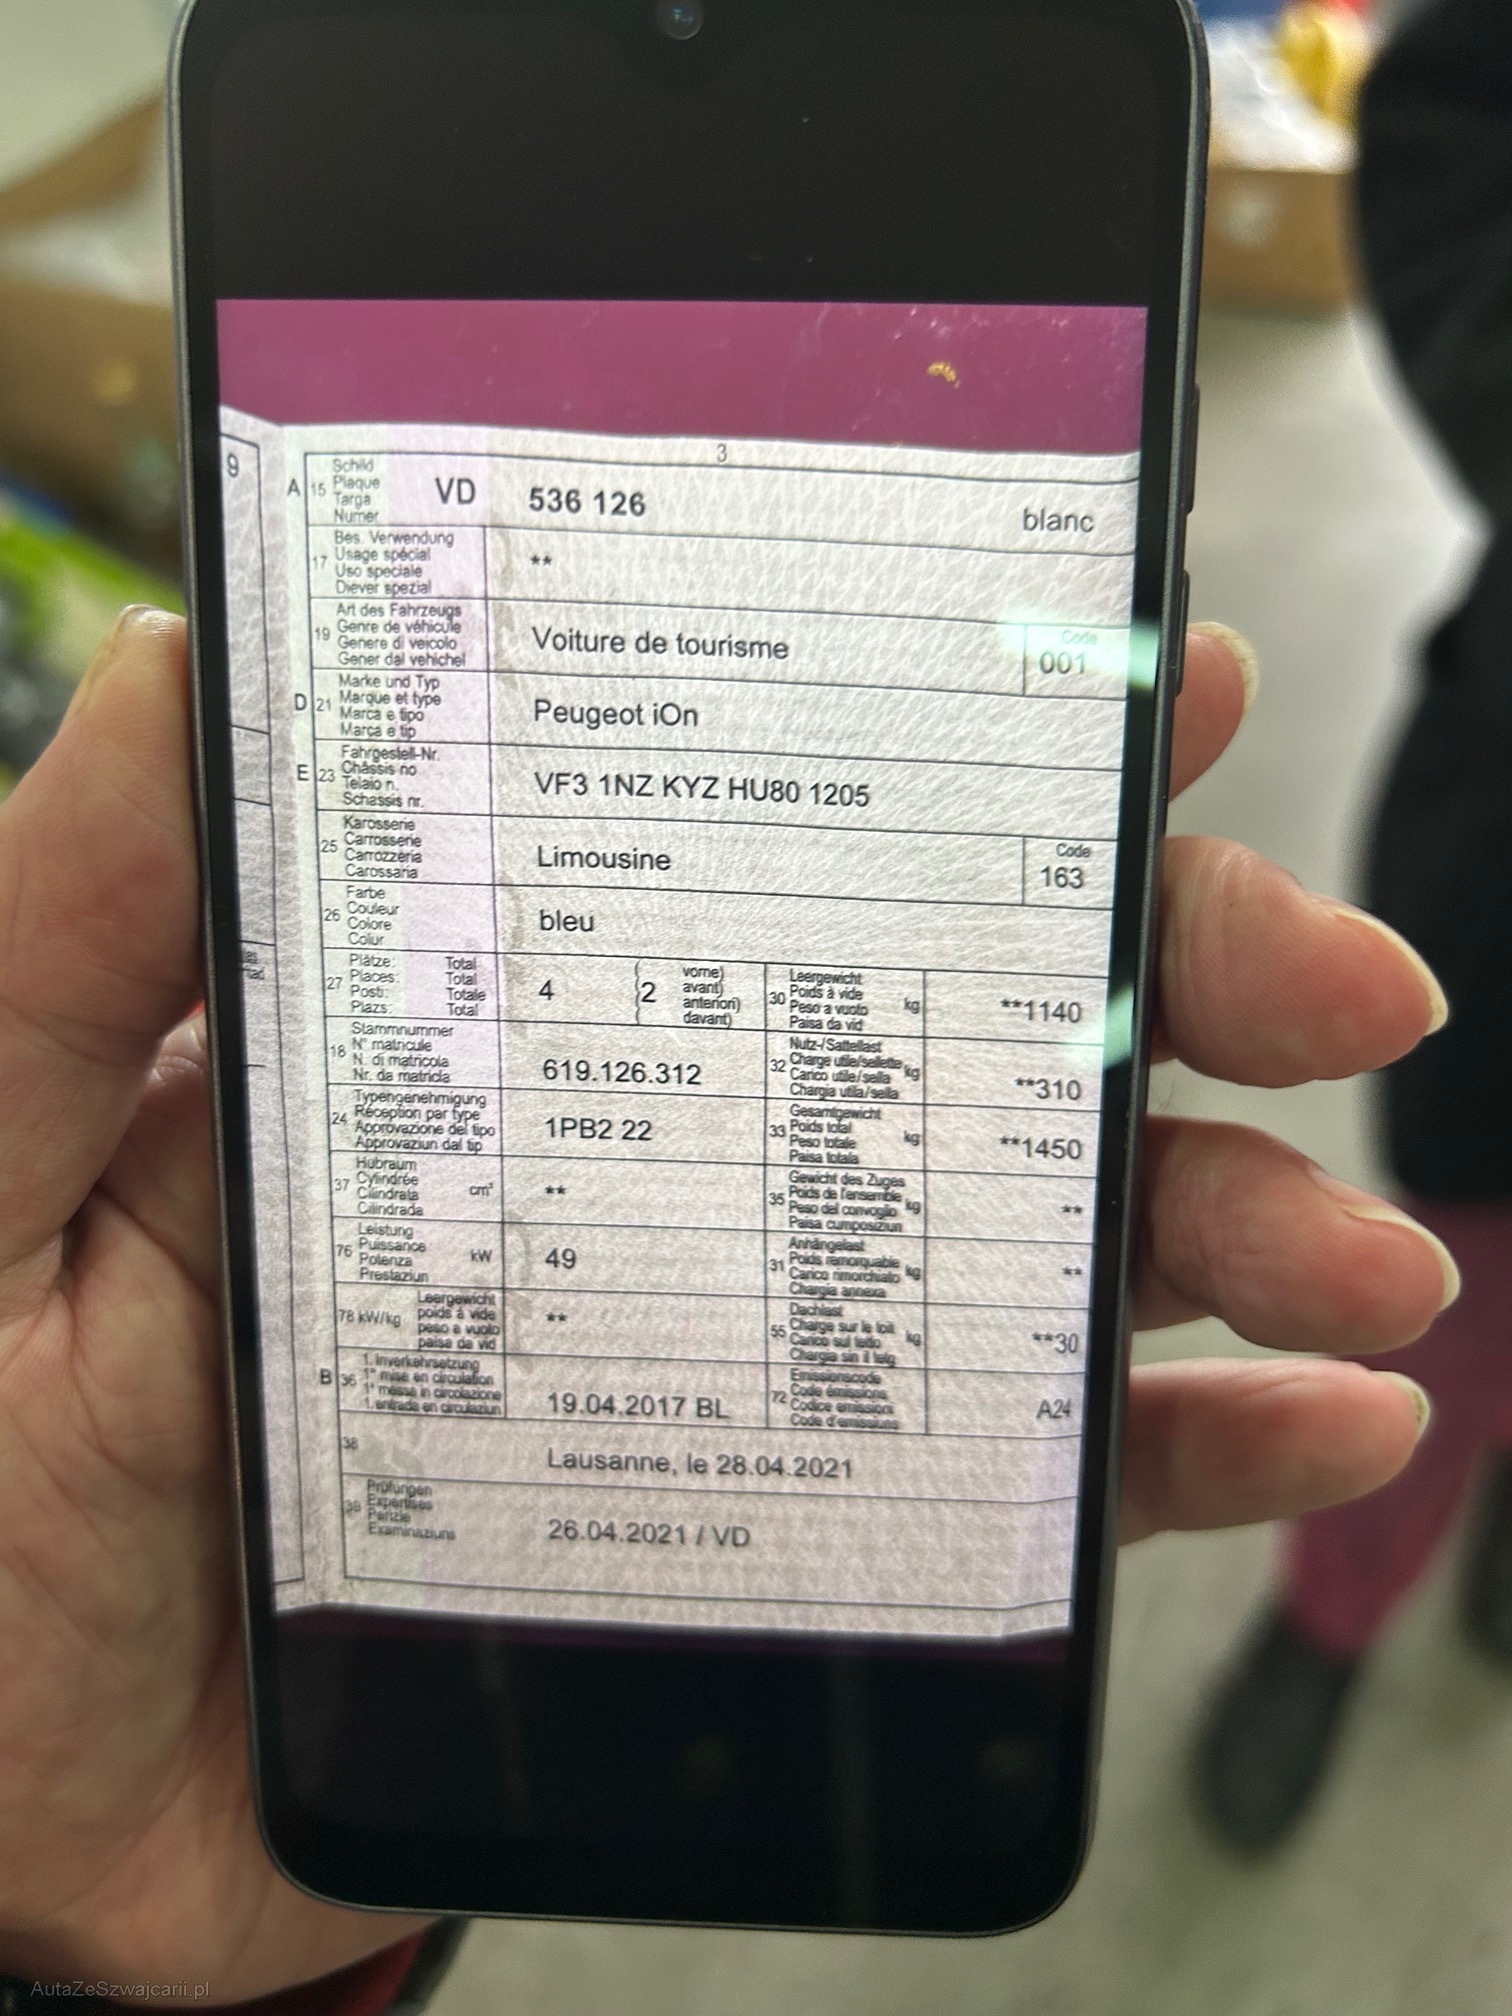 3
9
A 15 Schild
Plaque
Targa
Numer
VD 536 126 blanc
17 Bes. Verwendung
Usage spécial
Uso speciale
Diever spezial
**
19 Art des Fahrzeugs
Genre de véhicule
Genere di veicolo
Gener dal vehichel
Voiture de tourisme
Code
001
D 21 Marke und Typ
Marque et type
Marca e tipo
Marca e tip
Peugeot iOn
E 23 Fahrgestell-Nr.
Châssis no
Telaio n.
Schassis nr.
VF3 1NZ KYZ HU80 1205
25 Karosserie
Carrosserie
Carrozzeria
Carossaria
Limousine
Code
163
26 Farbe
Couleur
Colore
Colur
bleu
27 Plätze: Total
Places: Total
Posti: Totale
Plazs: Total
4 (2 vorne)
avant)
anteriori)
davant)
30 Leergewicht
Poids à vide kg
Peso a vuoto
Paisa da vid
**1140
18 Stammnummer
N° matricule
N. di matricola
Nr. da matricla
619.126.312
32 Nutz-/Sattellast
Charge utile/sellette kg
Carico utile/sella
Chargia utila/sella
**310
24 Typengenehmigung
Réception par type
Approvazione del tipo
Approvaziun dal tip
1PB2 22
33 Gesamtgewicht
Poids total kg
Peso totale
Paisa totala
**1450
37 Hubraum
Cylindrée cm³
Cilindrata
Cilindrada
**
35 Gewicht des Zuges
Poids de l'ensemble kg
Peso del convoglio
Paisa cumposiziun
**
76 Leistung
Puissance kW
Potenza
Prestaziun
49
31 Anhängelast
Poids remorquable kg
Carico rimorchiato
Chargia annexa
**
78 kW/kg Leergewicht
poids à vide
peso a vuoto
paisa da vid
**
55 Dachlast
Charge sur le toit kg
Carico sul tetto
Chargia sin il tetg
**30
B 36 1. Inverkehrsetzung
1re mise en circulation
1a messa in circolazione
1. entrada en circulaziun
19.04.2017 BL
72 Emissionscode
Code émissions
Codice emissioni
Code d'emissiuns
A24
38
Lausanne, le 28.04.2021
39 Prüfungen
Expertises
Perizie
Examinaziuns
26.04.2021 / VD
AutaZeSzwajcarii.pl